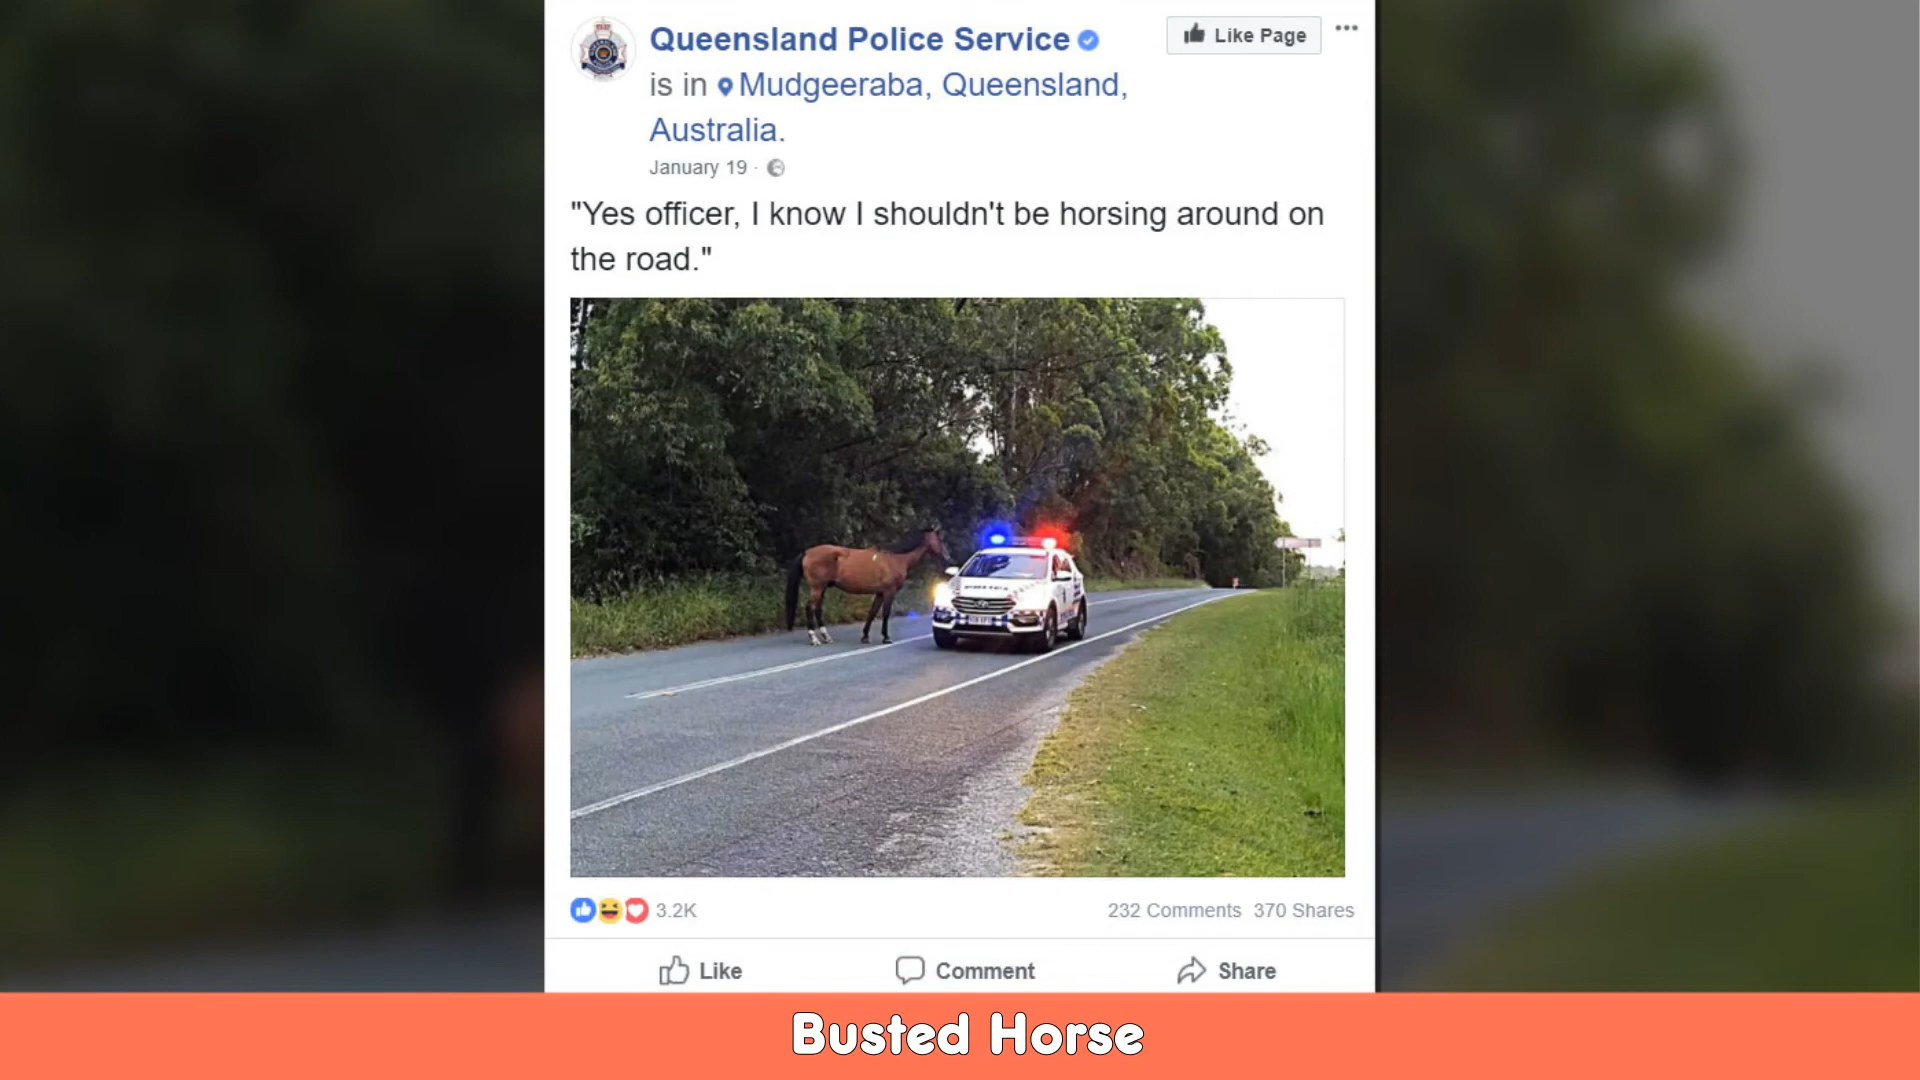 Queensland Police Service
Like Page
is in Mudgeeraba, Queensland,
Australia.
January 19 ·
"Yes officer, I know I shouldn't be horsing around on
the road."
POLICE
3.2K
232 Comments 370 Shares
Like Comment Share
Busted Horse